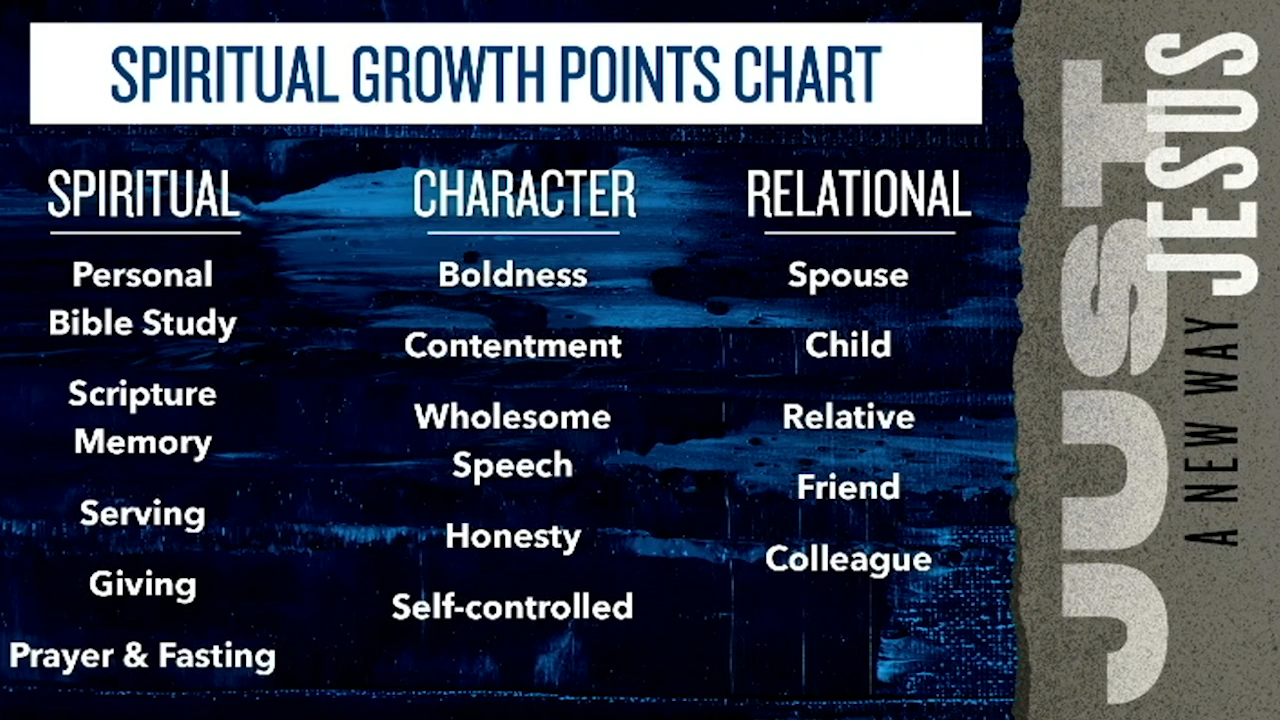 SPIRITUAL GROWTH POINTS CHART
SPIRITUAL
Personal
Bible Study
Scripture
Memory
Serving
Giving
Prayer & Fasting
CHARACTER
Boldness
Contentment
Wholesome
Speech
Honesty
Self-controlled
RELATIONAL
Spouse
Child
Relative
Friend
Colleague
JUST
JESUS
A NEW WAY